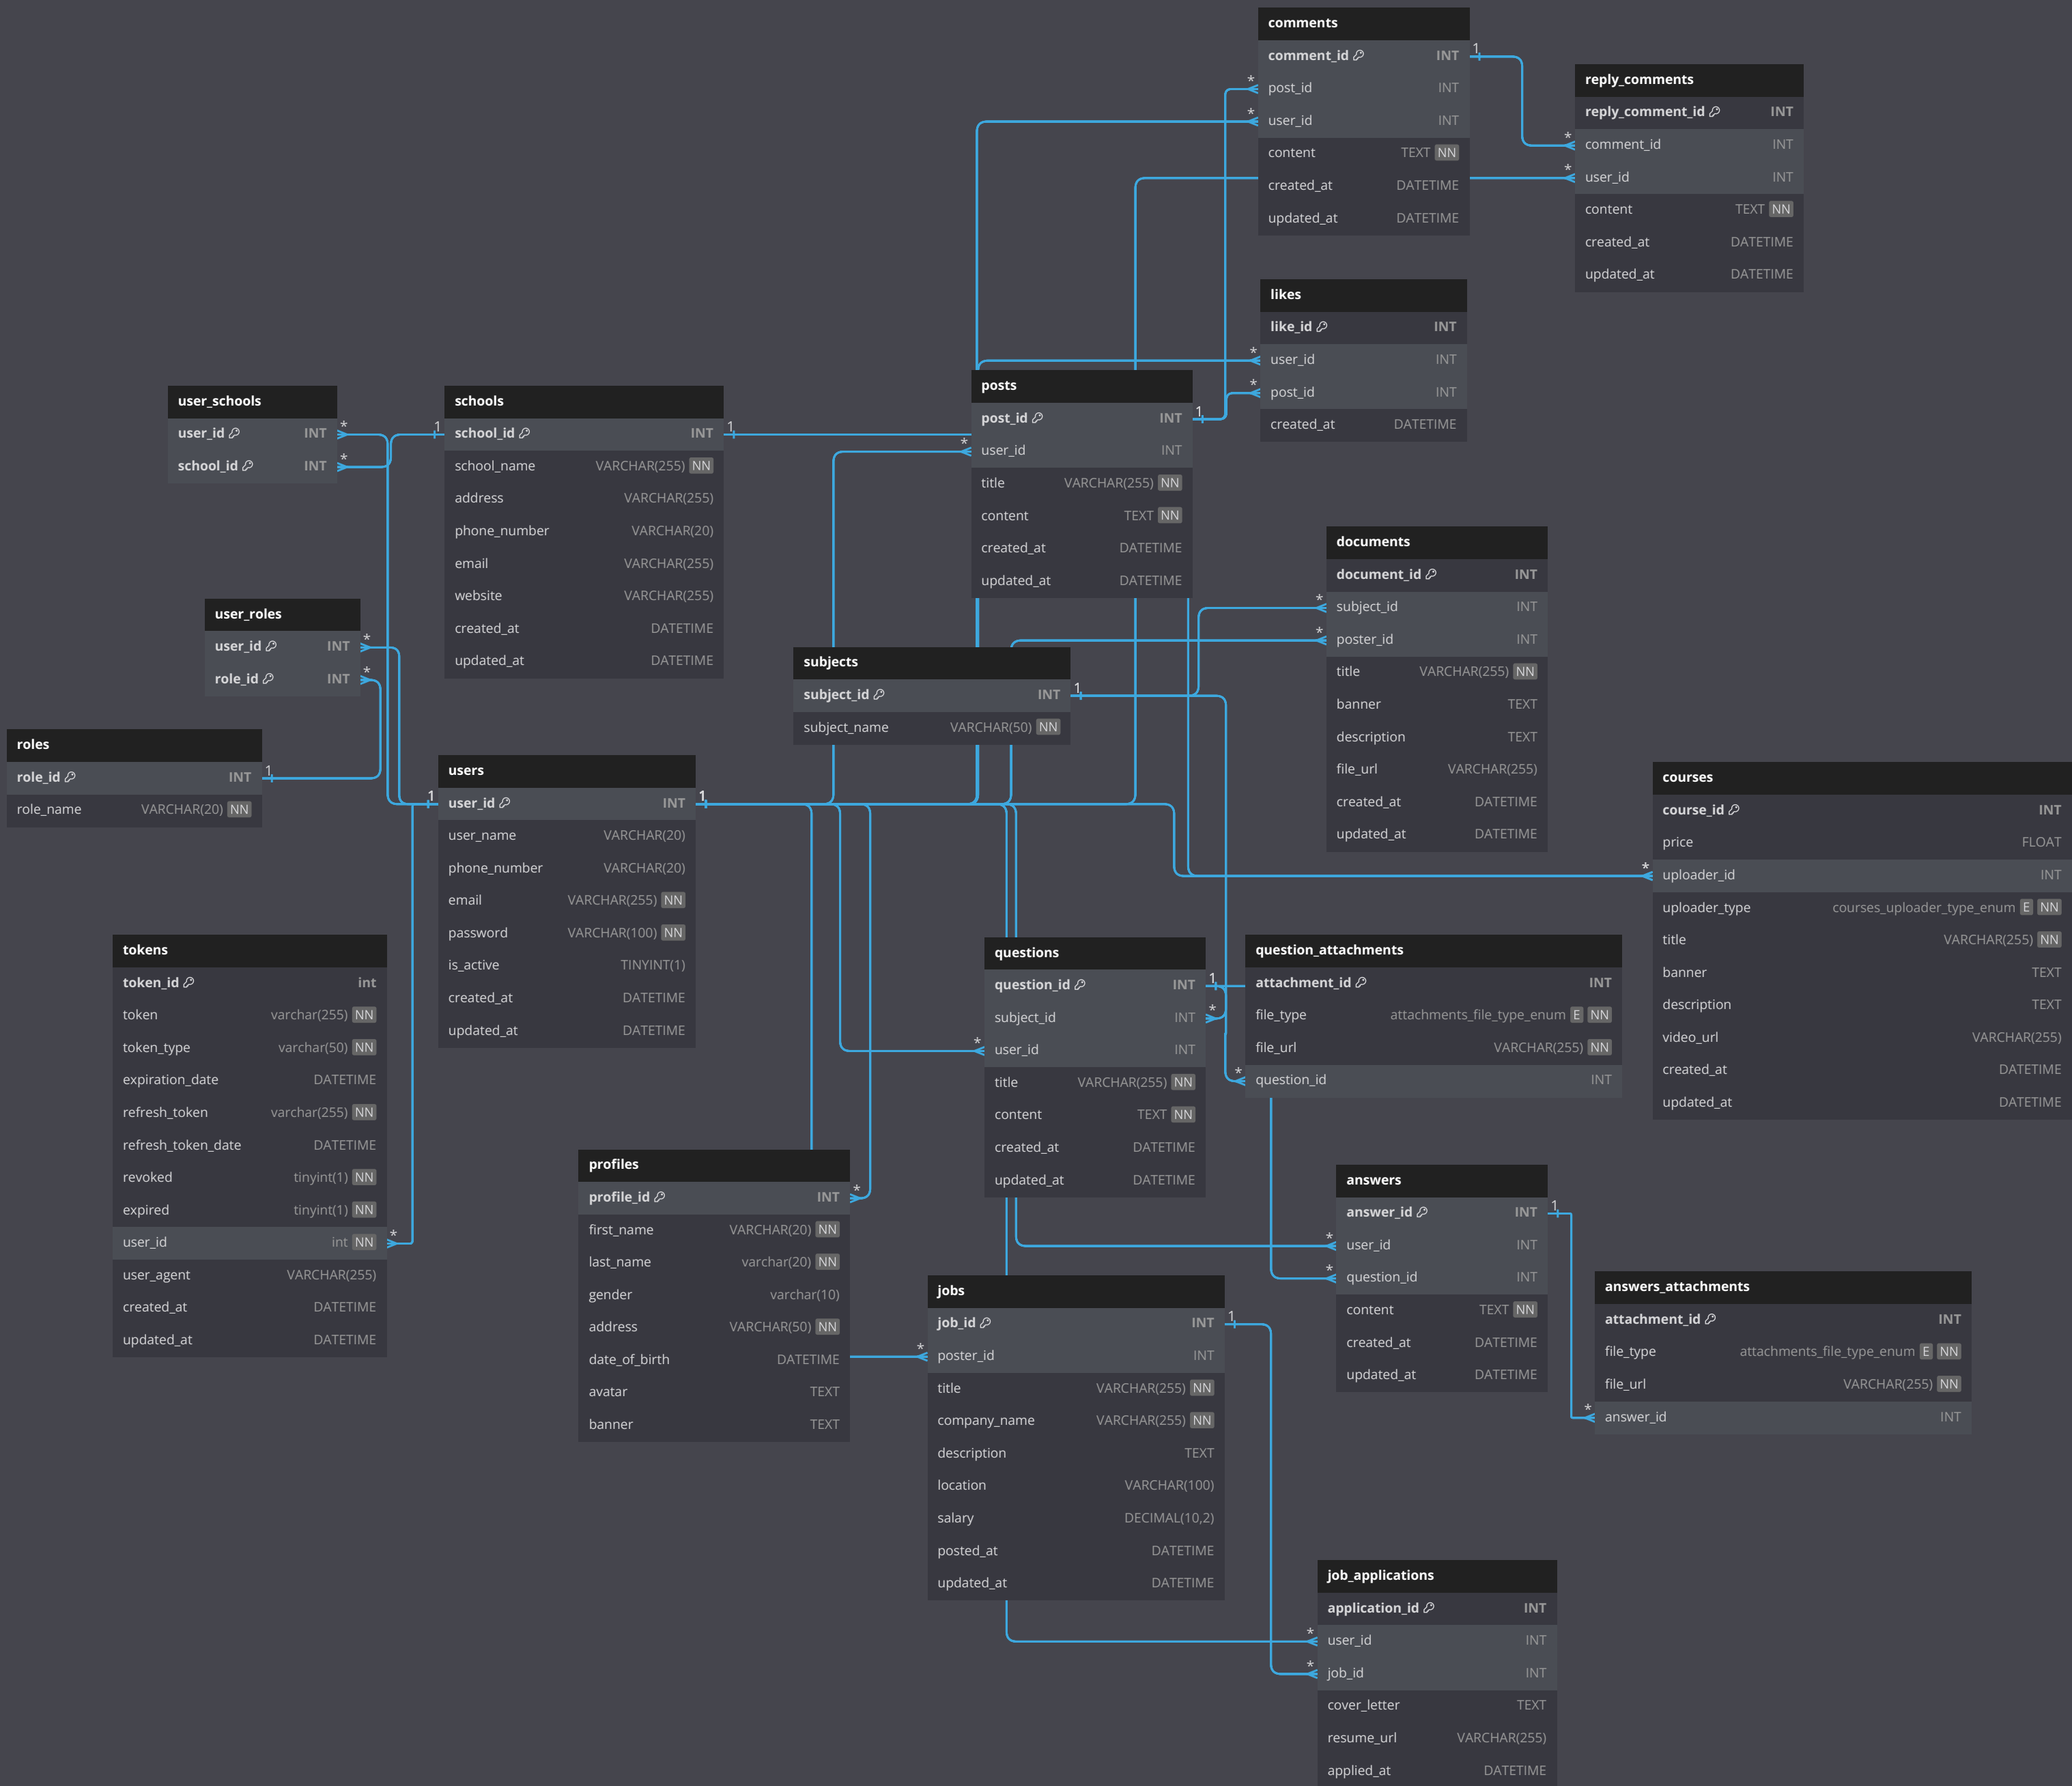 comments
comment_id INT
post_id INT
user_id INT
content TEXT NN
created_at DATETIME
updated_at DATETIME
reply_comments
reply_comment_id INT
comment_id INT
user_id INT
content TEXT NN
created_at DATETIME
updated_at DATETIME
likes
like_id INT
user_id INT
post_id INT
created_at DATETIME
user_schools
user_id INT
school_id INT
schools
school_id INT
school_name VARCHAR(255) NN
address VARCHAR(255)
phone_number VARCHAR(20)
email VARCHAR(255)
website VARCHAR(255)
created_at DATETIME
updated_at DATETIME
posts
post_id INT
user_id INT
title VARCHAR(255) NN
content TEXT NN
created_at DATETIME
updated_at DATETIME
documents
document_id INT
subject_id INT
poster_id INT
title VARCHAR(255) NN
banner TEXT
description TEXT
file_url VARCHAR(255)
created_at DATETIME
updated_at DATETIME
user_roles
user_id INT
role_id INT
subjects
subject_id INT
subject_name VARCHAR(50) NN
roles
role_id INT
role_name VARCHAR(20) NN
users
user_id INT
user_name VARCHAR(20)
phone_number VARCHAR(20)
email VARCHAR(255) NN
password VARCHAR(100) NN
is_active TINYINT(1)
created_at DATETIME
updated_at DATETIME
courses
course_id INT
price FLOAT
uploader_id INT
uploader_type courses_uploader_type_enum E NN
title VARCHAR(255) NN
banner TEXT
description TEXT
video_url VARCHAR(255)
created_at DATETIME
updated_at DATETIME
tokens
token_id int
token varchar(255) NN
token_type varchar(50) NN
expiration_date DATETIME
refresh_token varchar(255) NN
refresh_token_date DATETIME
revoked tinyint(1) NN
expired tinyint(1) NN
user_id int NN
user_agent VARCHAR(255)
created_at DATETIME
updated_at DATETIME
questions
question_id INT
subject_id INT
user_id INT
title VARCHAR(255) NN
content TEXT NN
created_at DATETIME
updated_at DATETIME
question_attachments
attachment_id INT
file_type attachments_file_type_enum E NN
file_url VARCHAR(255) NN
question_id INT
profiles
profile_id INT
first_name VARCHAR(20) NN
last_name varchar(20) NN
gender varchar(10)
address VARCHAR(50) NN
date_of_birth DATETIME
avatar TEXT
banner TEXT
answers
answer_id INT
user_id INT
question_id INT
content TEXT NN
created_at DATETIME
updated_at DATETIME
jobs
job_id INT
poster_id INT
title VARCHAR(255) NN
company_name VARCHAR(255) NN
description TEXT
location VARCHAR(100)
salary DECIMAL(10,2)
posted_at DATETIME
updated_at DATETIME
answers_attachments
attachment_id INT
file_type attachments_file_type_enum E NN
file_url VARCHAR(255) NN
answer_id INT
job_applications
application_id INT
user_id INT
job_id INT
cover_letter TEXT
resume_url VARCHAR(255)
applied_at DATETIME